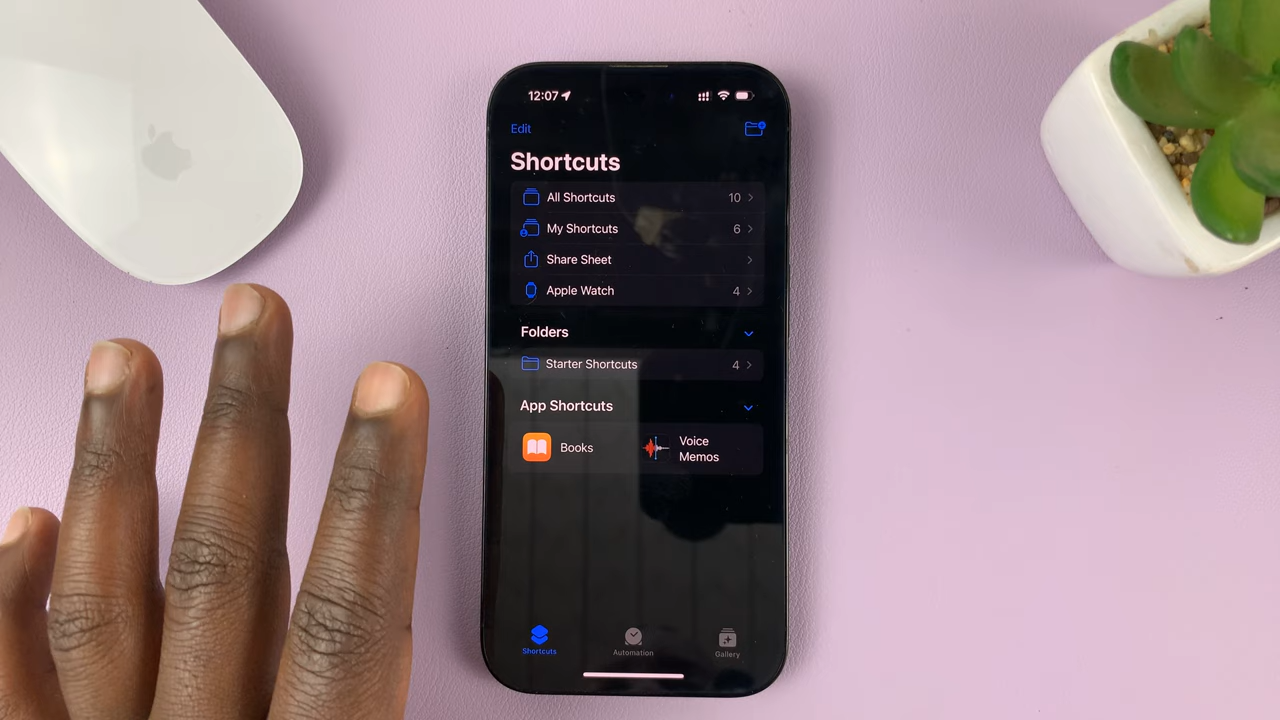 12:07
Edit
Shortcuts
All Shortcuts 10
My Shortcuts 6
Share Sheet
Apple Watch 4
Folders
Starter Shortcuts 4
App Shortcuts
Books
Voice
Memos
Shortcuts
Automation
Gallery